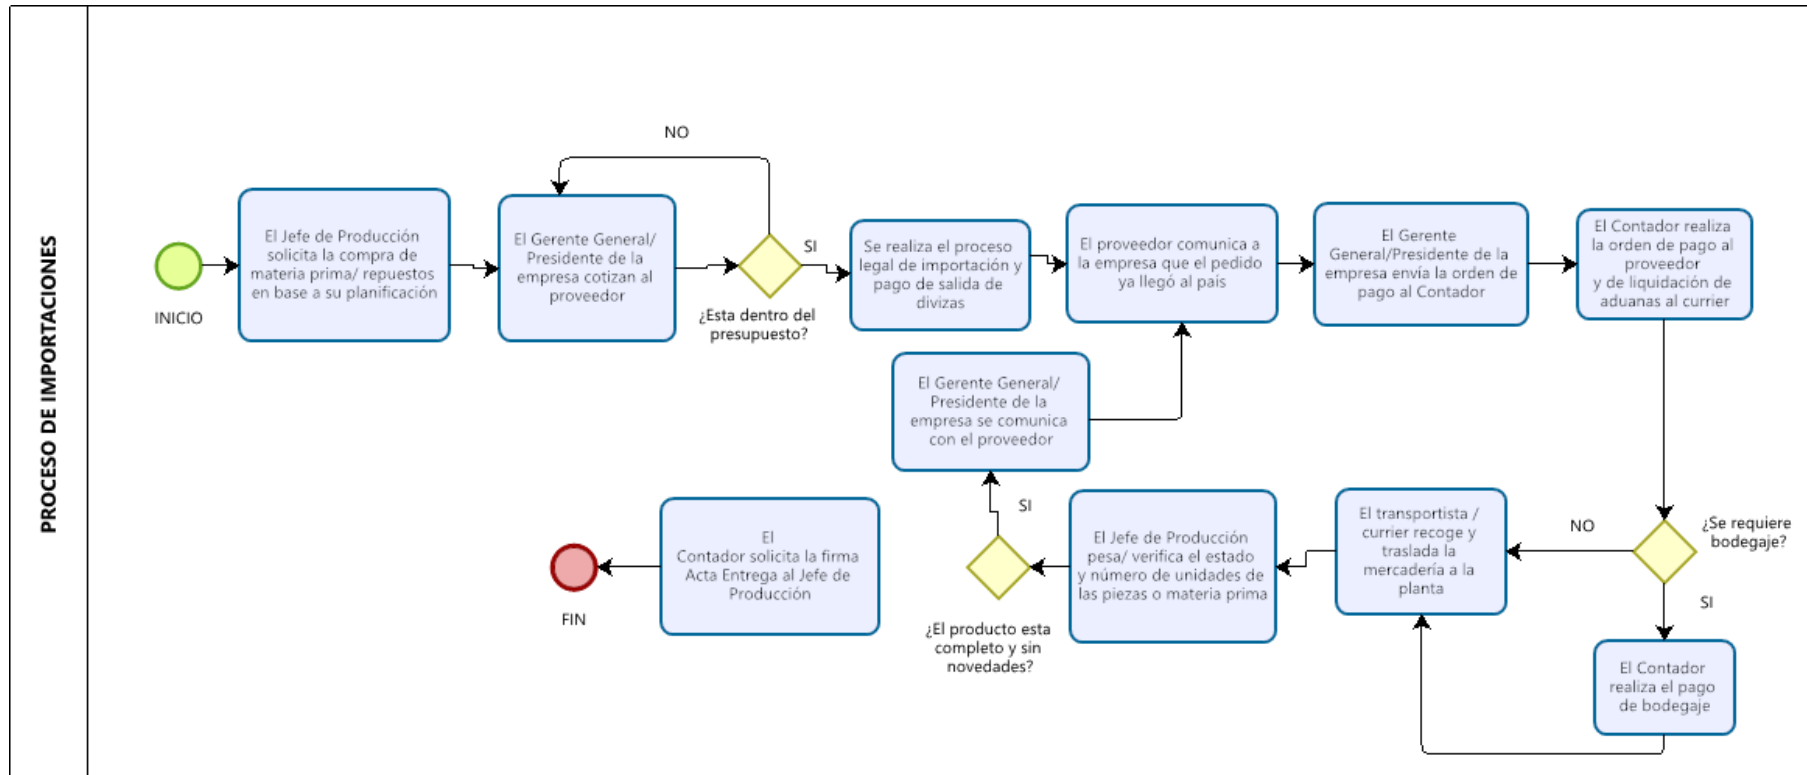 PROCESO DE IMPORTACIONES
INICIO
El Jefe de Producción
solicita la compra de
materia prima/ repuestos
en base a su planificación
El Gerente General/
Presidente de la
empresa cotizan al
proveedor
NO
¿Esta dentro del
presupuesto?
SI
Se realiza el proceso
legal de importación y
pago de salida de
divizas
El proveedor comunica a
la empresa que el pedido
ya llegó al país
El Gerente
General/Presidente de la
empresa envía la orden de
pago al Contador
El Contador realiza
la orden de pago al
proveedor
y de liquidación de
aduanas al currier
¿Se requiere
bodegaje?
NO
SI
El Contador
realiza el pago
de bodegaje
El transportista /
currier recoge y
traslada la
mercadería a la
planta
El Jefe de Producción
pesa/ verifica el estado
y número de unidades de
las piezas o materia prima
¿El producto esta
completo y sin
novedades?
SI
El Gerente General/
Presidente de la
empresa se comunica
con el proveedor
El
Contador solicita la firma
Acta Entrega al Jefe de
Producción
FIN